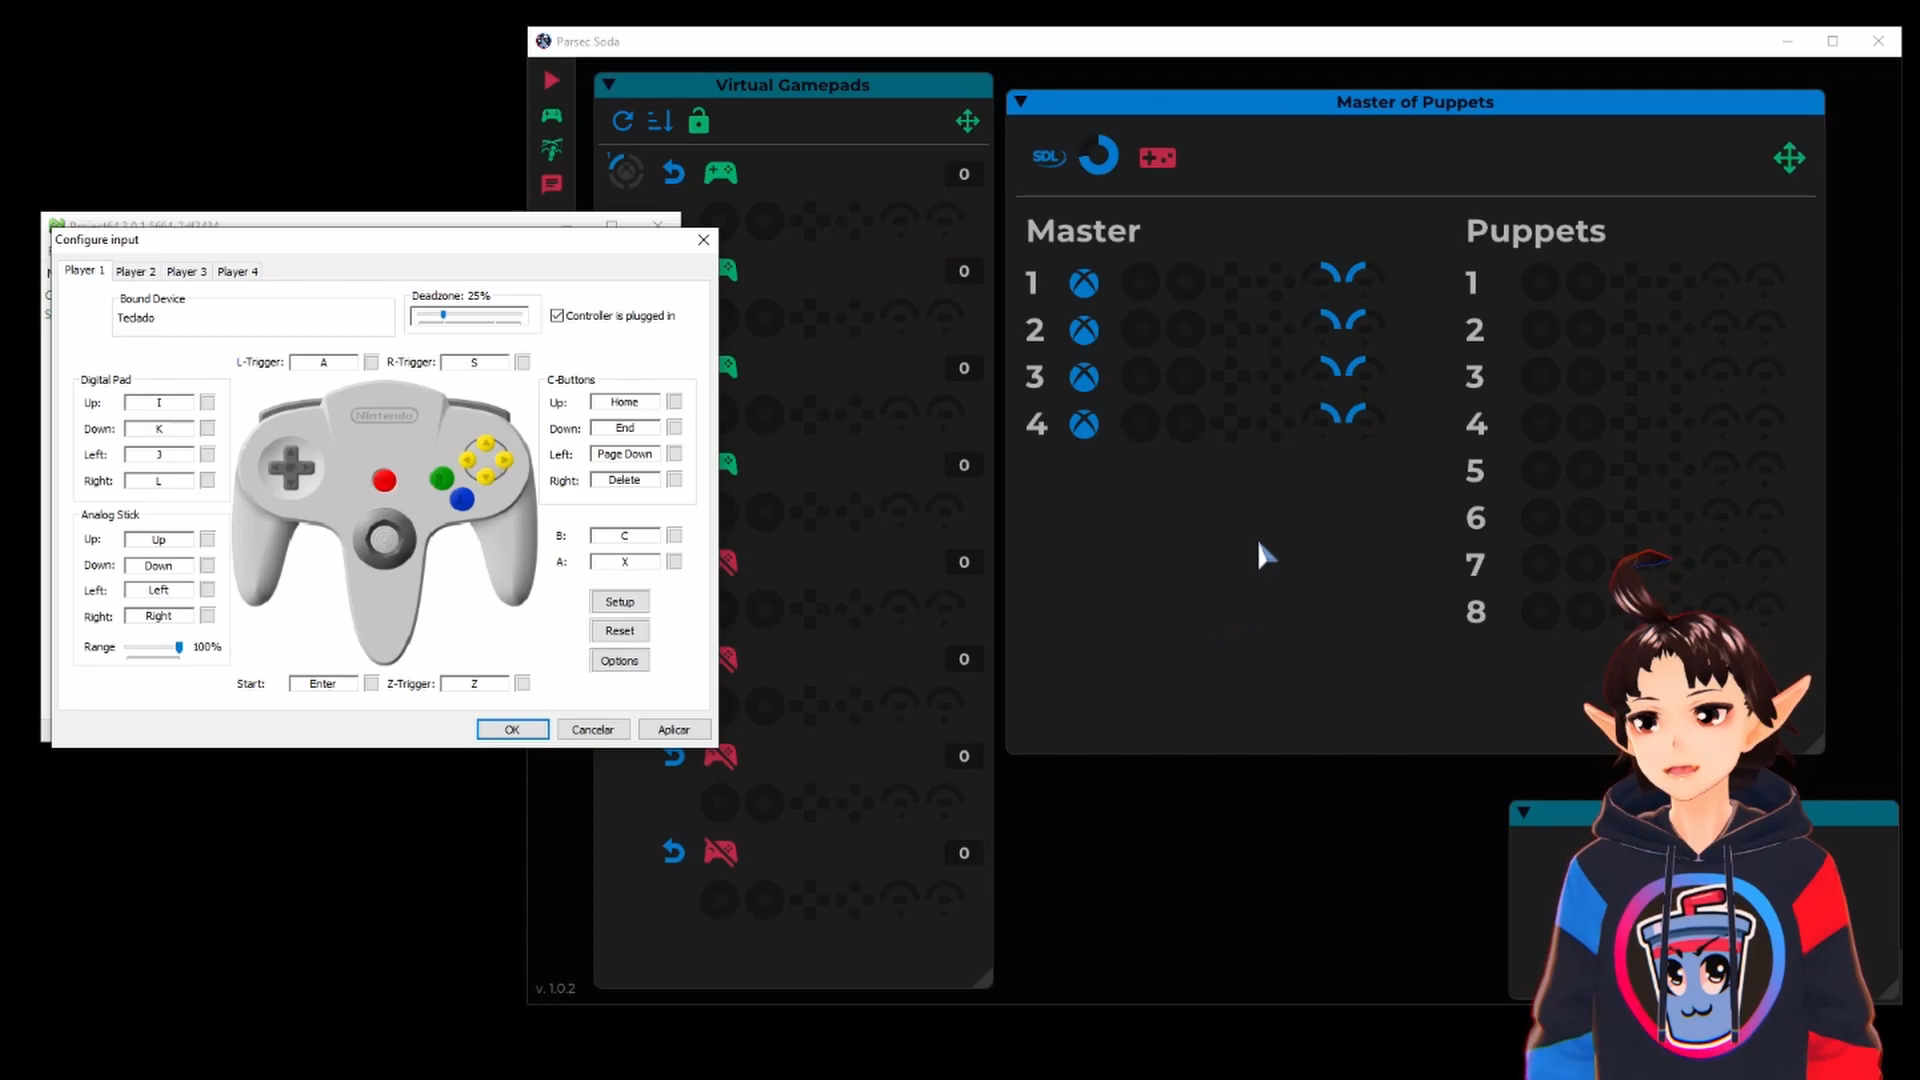 Parsec Soda
Virtual Gamepads
1
0
0
0
0
0
0
0
0
v. 1.0.2
Master of Puppets
SDL
Master
1
2
3
4
Puppets
1
2
3
4
5
6
7
8
Configure input
Player 1
Player 2
Player 3
Player 4
Bound Device
Teclado
Deadzone: 25%
Controller is plugged in
L-Trigger: A
R-Trigger: S
Digital Pad
Up: I
Down: K
Left: J
Right: L
Analog Stick
Up: Up
Down: Down
Left: Left
Right: Right
Range 100%
Nintendo
C-Buttons
Up: Home
Down: End
Left: Page Down
Right: Delete
B: C
A: X
Setup
Reset
Options
Start: Enter
Z-Trigger: Z
OK
Cancelar
Aplicar